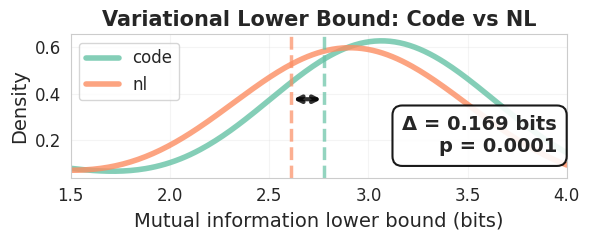 Variational Lower Bound: Code vs NL
0.6
0.4
0.2
Density
code
nl
Δ = 0.169 bits
p = 0.0001
1.5 2.0 2.5 3.0 3.5 4.0
Mutual information lower bound (bits)